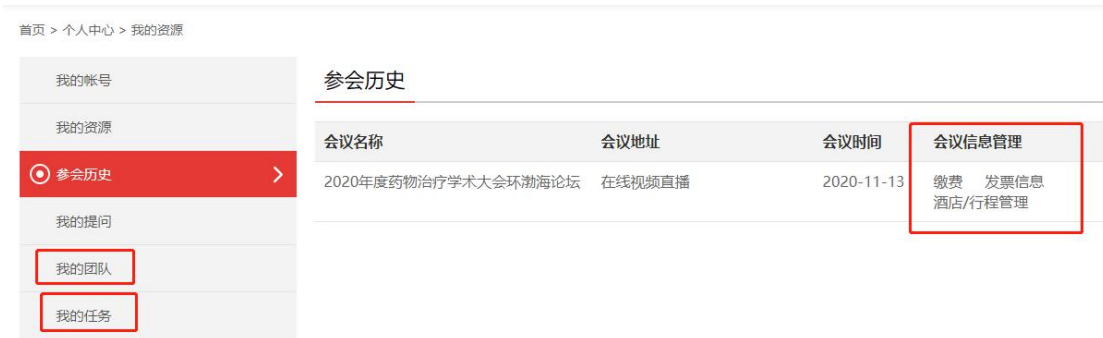 首页 > 个人中心 > 我的资源
我的帐号
我的资源
参会历史
我的提问
我的团队
我的任务
参会历史
会议名称 会议地址 会议时间 会议信息管理
2020年度药物治疗学术大会环渤海论坛 在线视频直播 2020-11-13 缴费 发票信息
酒店/行程管理